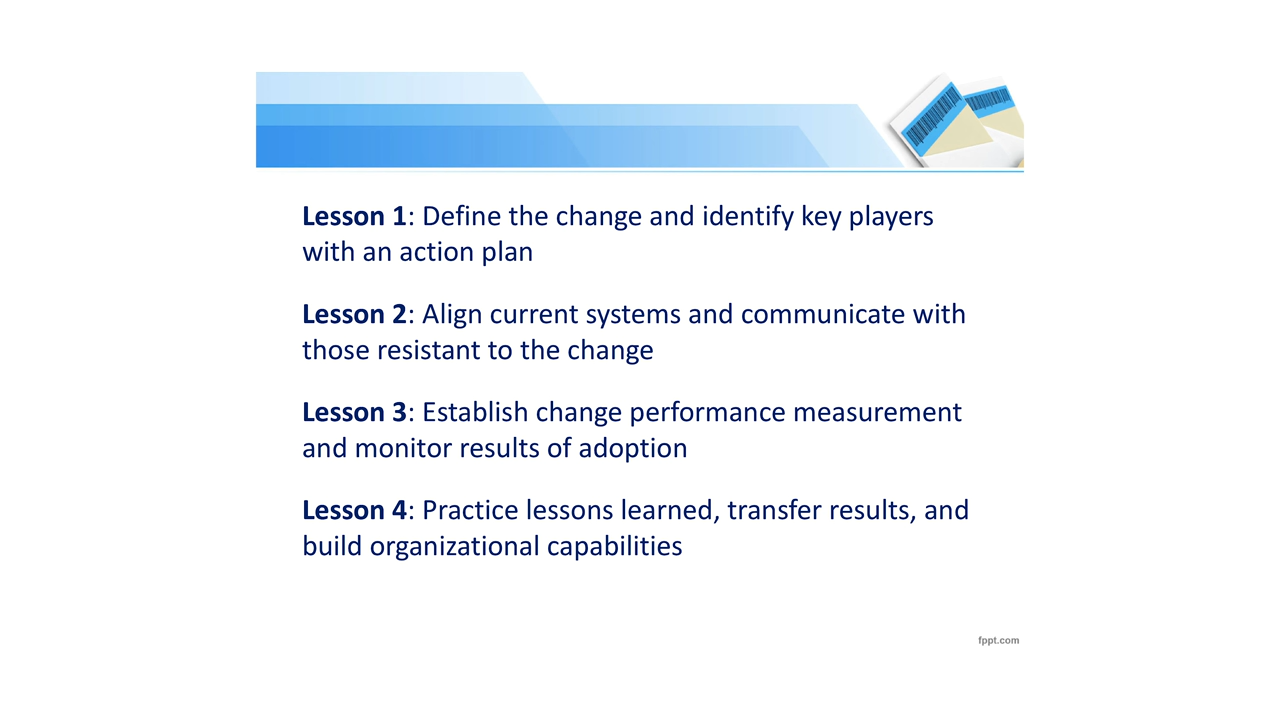 Lesson 1: Define the change and identify key players
with an action plan
Lesson 2: Align current systems and communicate with
those resistant to the change
Lesson 3: Establish change performance measurement
and monitor results of adoption
Lesson 4: Practice lessons learned, transfer results, and
build organizational capabilities
fppt.com